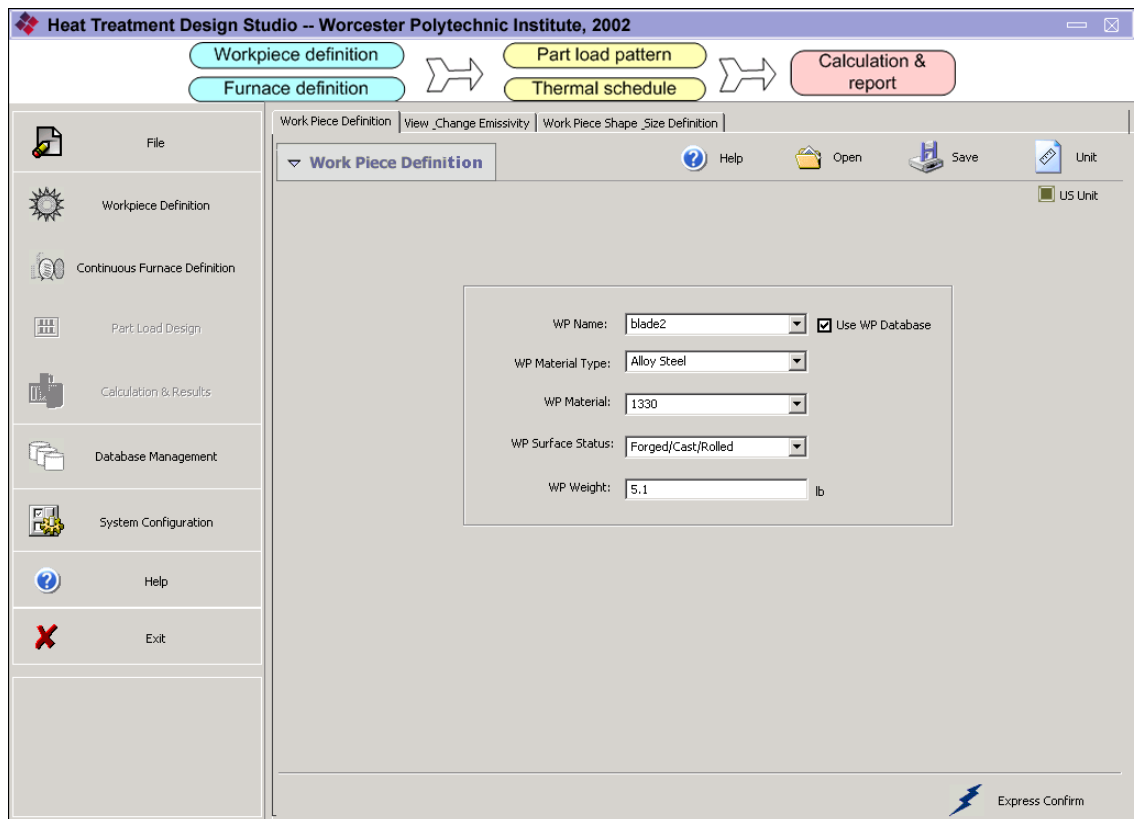 Heat Treatment Design Studio -- Worcester Polytechnic Institute, 2002
Workpiece definition
Furnace definition
Part load pattern
Thermal schedule
Calculation &
report
File
Workpiece Definition
Continuous Furnace Definition
Part Load Design
Calculation & Results
Database Management
System Configuration
Help
Exit
Work Piece Definition
View _Change Emissivity
Work Piece Shape _Size Definition
Work Piece Definition
Help
Open
Save
Unit
US Unit
WP Name: blade2 Use WP Database
WP Material Type: Alloy Steel
WP Material: 1330
WP Surface Status: Forged/Cast/Rolled
WP Weight: 5.1 lb
Express Confirm